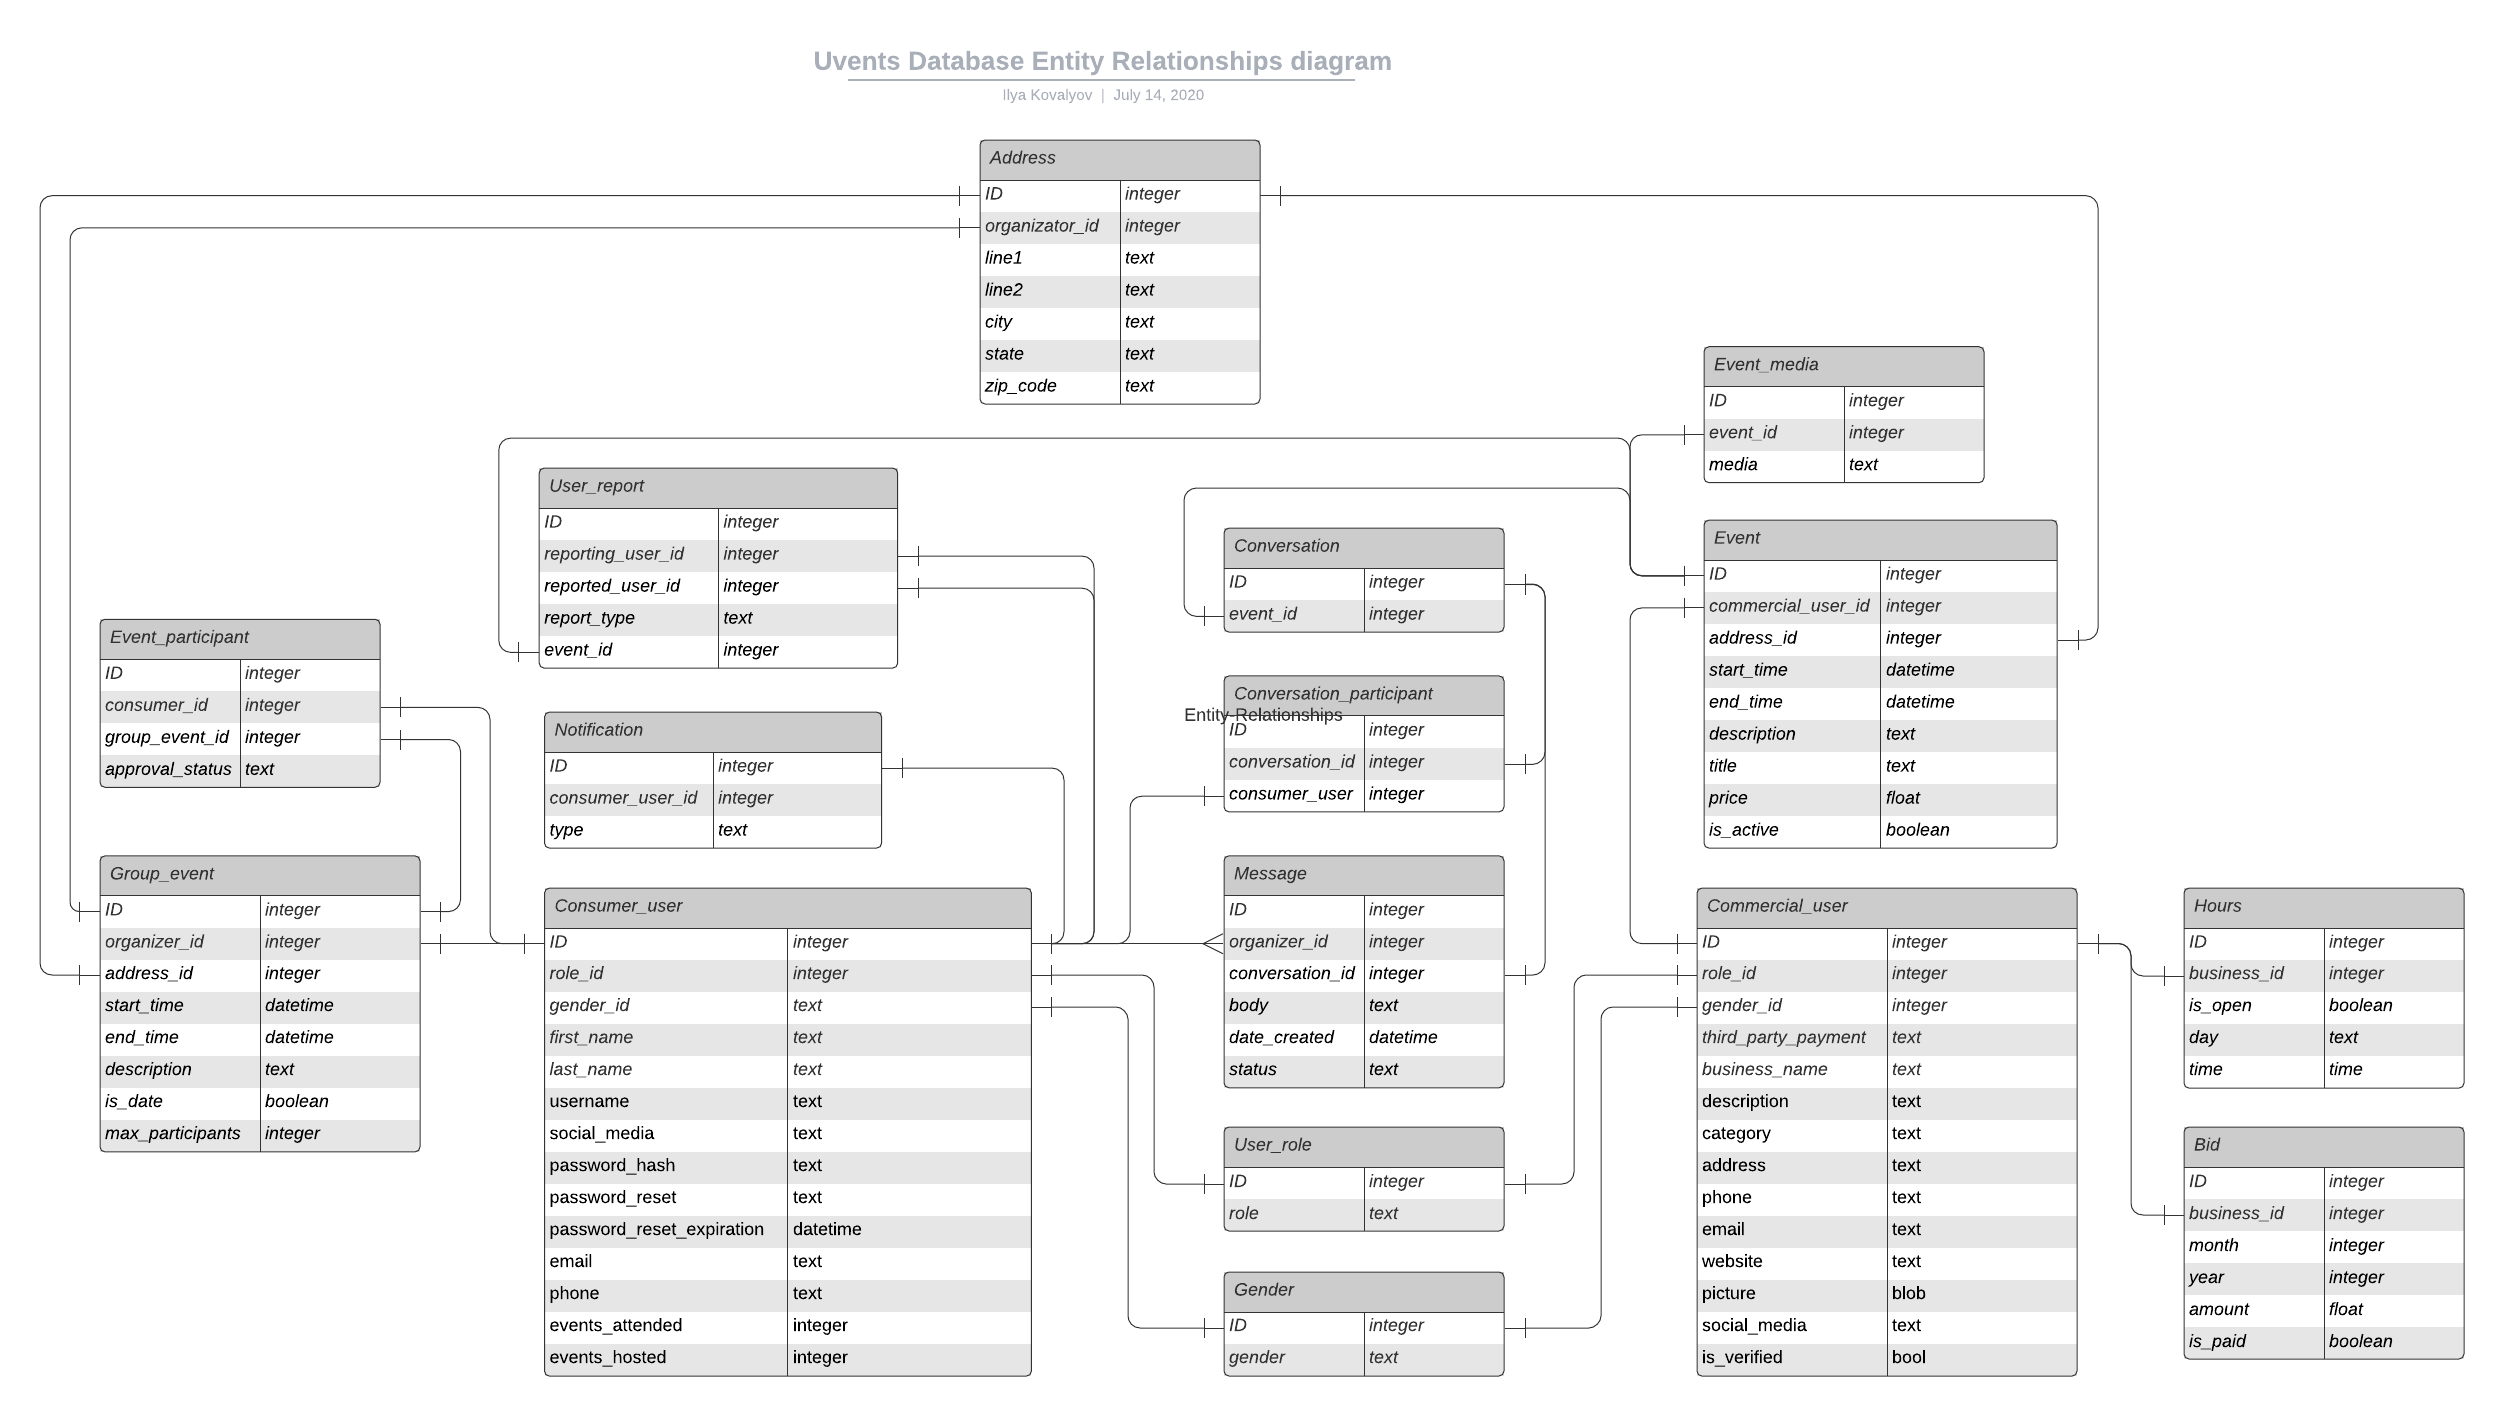 Uvents Database Entity Relationships diagram
Ilya Kovalyov | July 14, 2020
Address
ID integer
organizator_id integer
line1 text
line2 text
city text
state text
zip_code text
Event_media
ID integer
event_id integer
media text
User_report
ID integer
reporting_user_id integer
reported_user_id integer
report_type text
event_id integer
Conversation
ID integer
event_id integer
Event
ID integer
commercial_user_id integer
address_id integer
start_time datetime
end_time datetime
description text
title text
price float
is_active boolean
Event_participant
ID integer
consumer_id integer
group_event_id integer
approval_status text
Notification
ID integer
consumer_user_id integer
type text
Conversation_participant
Entity Relationships
ID integer
conversation_id integer
consumer_user integer
Group_event
ID integer
organizer_id integer
address_id integer
start_time datetime
end_time datetime
description text
is_date boolean
max_participants integer
Consumer_user
ID integer
role_id integer
gender_id text
first_name text
last_name text
username text
social_media text
password_hash text
password_reset text
password_reset_expiration datetime
email text
phone text
events_attended integer
events_hosted integer
Message
ID integer
organizer_id integer
conversation_id integer
body text
date_created datetime
status text
User_role
ID integer
role text
Gender
ID integer
gender text
Commercial_user
ID integer
role_id integer
gender_id integer
third_party_payment text
business_name text
description text
category text
address text
phone text
email text
website text
picture blob
social_media text
is_verified bool
Hours
ID integer
business_id integer
is_open boolean
day text
time time
Bid
ID integer
business_id integer
month integer
year integer
amount float
is_paid boolean